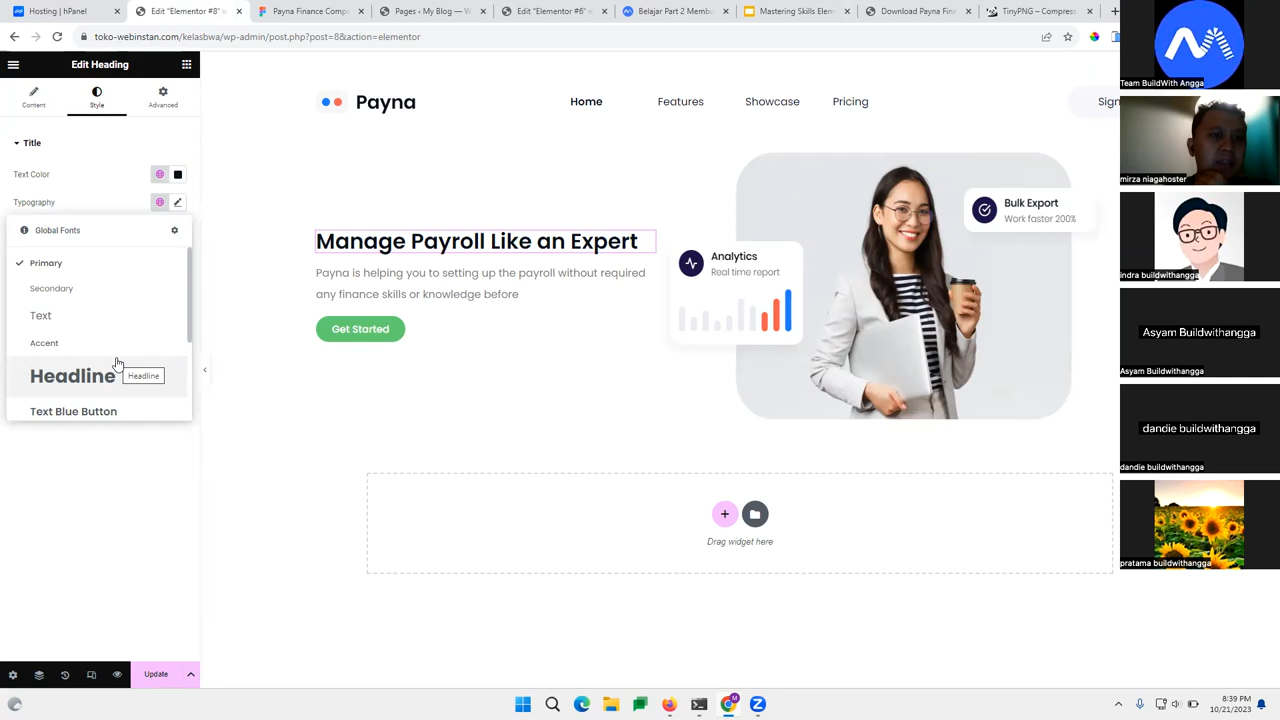 Hosting | hPanel
Edit "Elementor #8" w
Payna Finance Comp
Pages ‹ My Blog — W
Edit "Elementor #6" w
Belajar Part 2 Membu
Mastering Skills Elem
Download Payna Fin
TinyPNG – Compress
toko-webinstan.com/kelasbwa/wp-admin/post.php?post=8&action=elementor
Edit Heading
Content
Style
Advanced
Title
Text Color
Typography
Global Fonts
Primary
Secondary
Text
Accent
Headline
Headline
Text Blue Button
Update
Payna
Home
Features
Showcase
Pricing
Sign
Manage Payroll Like an Expert
Payna is helping you to setting up the payroll without required
any finance skills or knowledge before
Get Started
Bulk Export
Work faster 200%
Analytics
Real time report
Drag widget here
Team BuildWith Angga
mirza niagahoster
indra buildwithangga
Asyam Buildwithangga
Asyam Buildwithangga
dandie buildwithangga
dandie buildwithangga
pratama buildwithangga
8:39 PM
10/21/2023